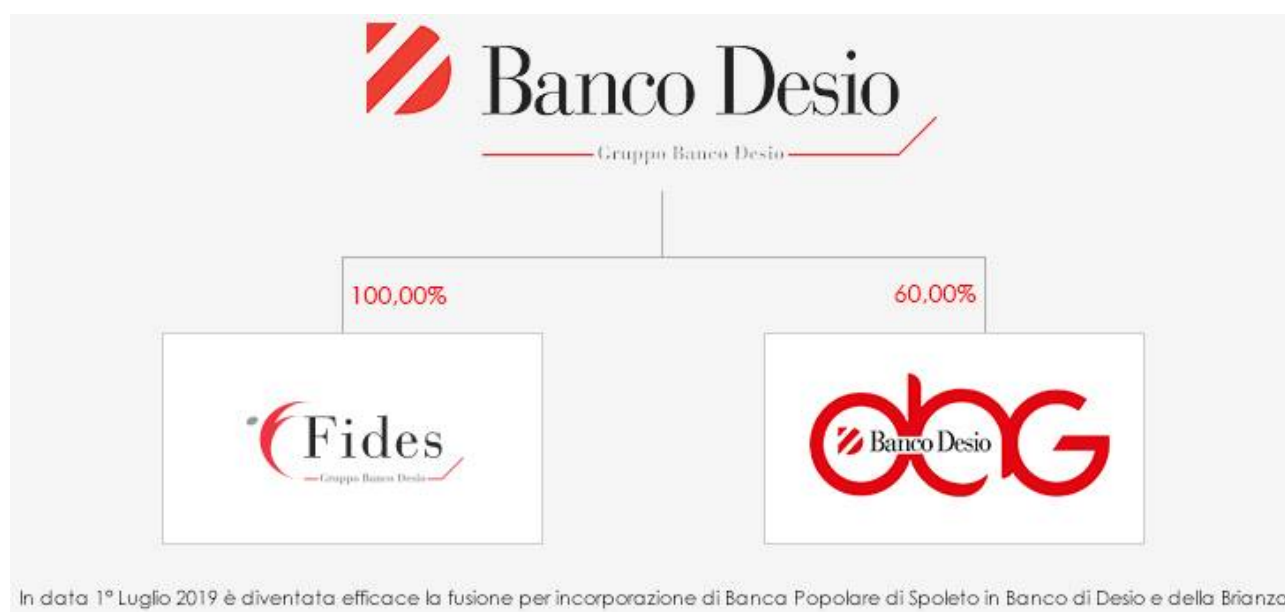 Banco Desio
Gruppo Banco Desio
100,00%
60,00%
Fides
Gruppo Banco Desio
obg
Banco Desio
In data 1° Luglio 2019 è diventata efficace la fusione per incorporazione di Banca Popolare di Spoleto in Banco di Desio e della Brianza